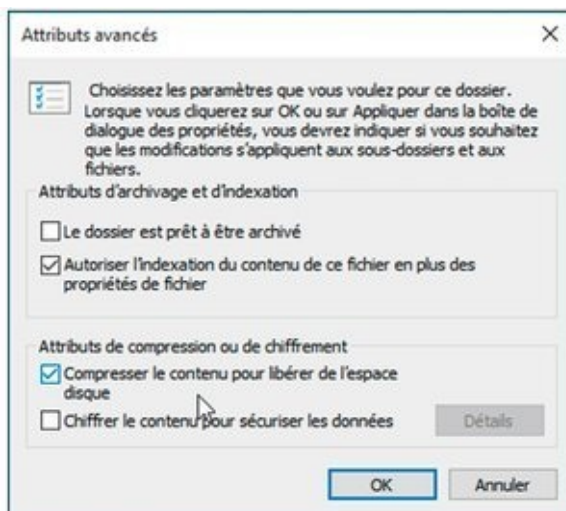 Attributs avancés
Choisissez les paramètres que vous voulez pour ce dossier.
Lorsque vous cliquerez sur OK ou sur Appliquer dans la boîte de
dialogue des propriétés, vous devrez indiquer si vous souhaitez
que les modifications s'appliquent aux sous-dossiers et aux
fichiers.
Attributs d'archivage et d'indexation
Le dossier est prêt à être archivé
Autoriser l'indexation du contenu de ce fichier en plus des
propriétés de fichier
Attributs de compression ou de chiffrement
Compresser le contenu pour libérer de l'espace
disque
Chiffrer le contenu pour sécuriser les données
Détails
OK
Annuler